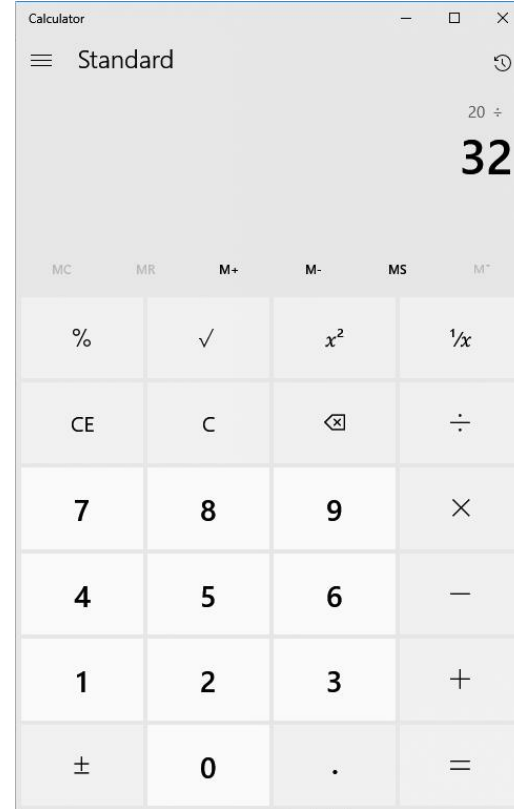 Calculator
Standard
20 ÷
32
MC MR M+ M- MS M˅
% √ x² ¹/x
CE C ÷
7 8 9 ×
4 5 6 −
1 2 3 +
± 0 . =